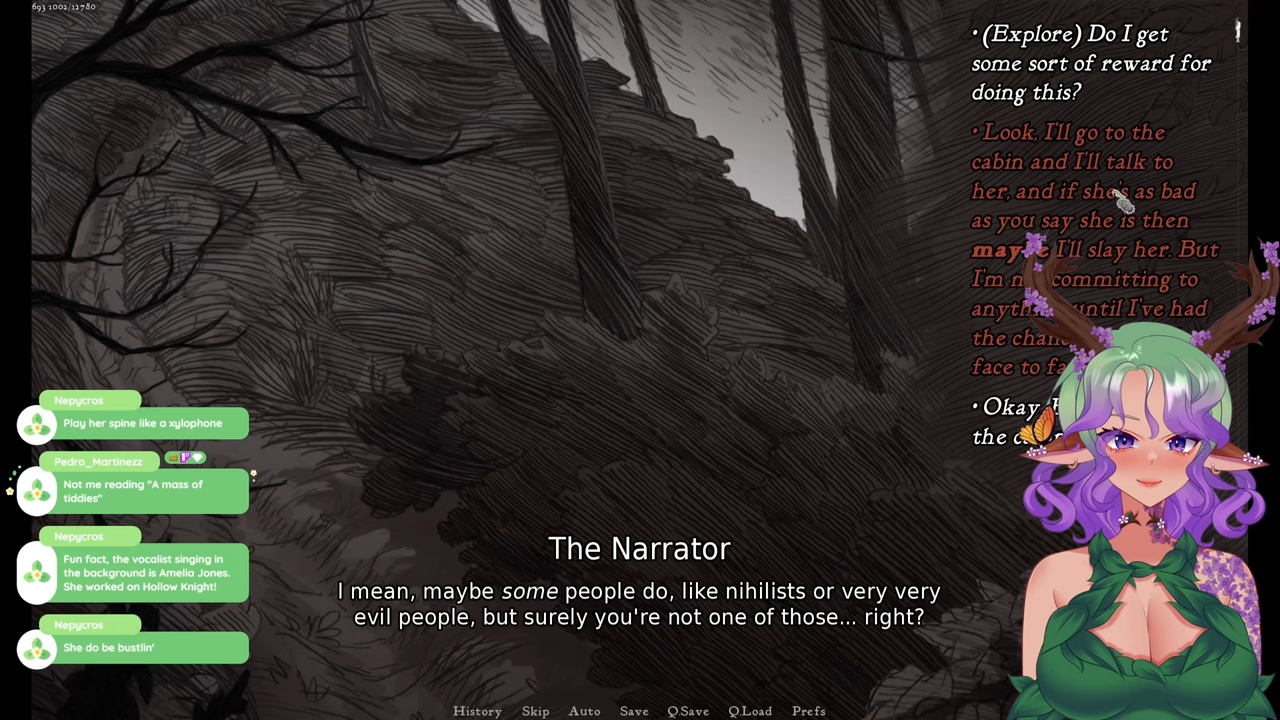 693 1002/12780
• (Explore) Do I get
some sort of reward for
doing this?
• Look, I'll go to the
cabin and I'll talk to
her, and if she's as bad
as you say she is then
I'll slay her. But
I'm committing to
until I've had
the
face to
• Okay.
the
Nepycros
Play her spine like a xylophone
Pedro_Martinezz
Not me reading "A mass of
tiddies"
Nepycros
Fun fact, the vocalist singing in
the background is Amelia Jones.
She worked on Hollow Knight!
Nepycros
She do be bustlin'
The Narrator
I mean, maybe some people do, like nihilists or very very
evil people, but surely you're not one of those... right?
History Skip Auto Save Q.Save Q.Load Prefs